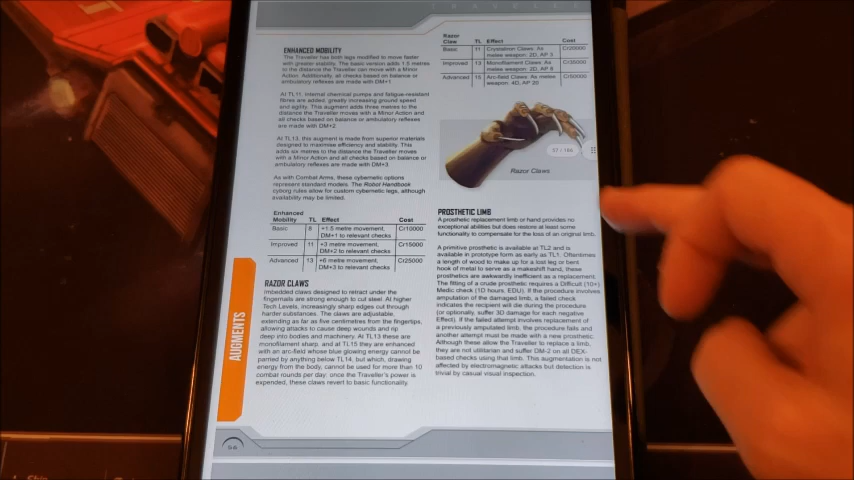 TRAVELLER
ENHANCED MOBILITY
The Traveller has both legs modified to move faster
with greater stability. The basic version adds 1.5 metres
to the distance the Traveller can move with a Minor
Action. Additionally, all checks based on balance or
ambulatory reflexes are made with DM+1
At TL11, internal chemical pumps and fatigue-resistant
fibres are added, greatly increasing ground speed
and agility. This augment adds three metres to the
distance the Traveller moves with a Minor Action and
all checks based on balance or ambulatory reflexes
are made with DM+2
At TL13, this augment is made from superior materials
designed to maximise efficiency and stability. This
adds six metres to the distance the Traveller moves
with a Minor Action and all checks based on balance or
ambulatory reflexes are made with DM+3
As with Combat Arms, these cybernetic options
represent standard models. The Robot Handbook
cyborg rules allow for custom cybernetic legs, although
availability may be limited.
Enhanced
Mobility TL Effect Cost
Basic 8 +1.5 metre movement, Cr10000
DM+1 to relevant checks
Improved 11 +3 metre movement, Cr15000
DM+2 to relevant checks
Advanced 13 +6 metre movement, Cr25000
DM+3 to relevant checks
RAZOR CLAWS
Imbedded claws designed to retract under the
fingernails are strong enough to cut steel. At higher
Tech Levels, increasingly sharp edges cut through
harder substances. The claws are adjustable,
extending as far as five centimetres from the fingertips,
allowing attacks to cause deep wounds and rip
deep into bodies and machinery. At TL13 these are
monofilament sharp, and at TL15 they are enhanced
with an arc-field whose blue glowing energy cannot be
parried by anything below TL14, but which, drawing
energy from the body, cannot be used for more than 10
combat rounds per day: once the Traveller's power is
expended, these claws revert to basic functionality.
Razor
Claw TL Effect Cost
Basic 11 Crystaliron Claws: As Cr20000
melee weapon: 2D, AP 3
Improved 13 Monofilament Claws: As Cr35000
melee weapon: 2D, AP 8
Advanced 15 Arc-field Claws: As melee Cr50000
weapon: 4D, AP 20
57 / 186
Razor Claws
PROSTHETIC LIMB
A prosthetic replacement limb or hand provides no
exceptional abilities but does restore at least some
functionality to compensate for the loss of an original limb.
A primitive prosthetic is available at TL2 and is
available in prototype form as early as TL1. Oftentimes
a length of wood to make up for a lost leg or bent
hook of metal to serve as a makeshift hand, these
prosthetics are awkwardly inefficient as a replacement.
The fitting of a crude prosthetic requires a Difficult (10+)
Medic check (1D hours, EDU). If the procedure involves
amputation of the damaged limb, a failed check
indicates the recipient will die during the procedure
(or optionally, suffer 3D damage for each negative
Effect). If the failed attempt involves replacement of
a previously amputated limb, the procedure fails and
another attempt must be made with a new prosthetic.
Although these allow the Traveller to replace a limb,
they are not utilitarian and suffer DM-2 on all DEX-
based checks using that limb. This augmentation is not
affected by electromagnetic attacks but detection is
trivial by casual visual inspection.
AUGMENTS
56